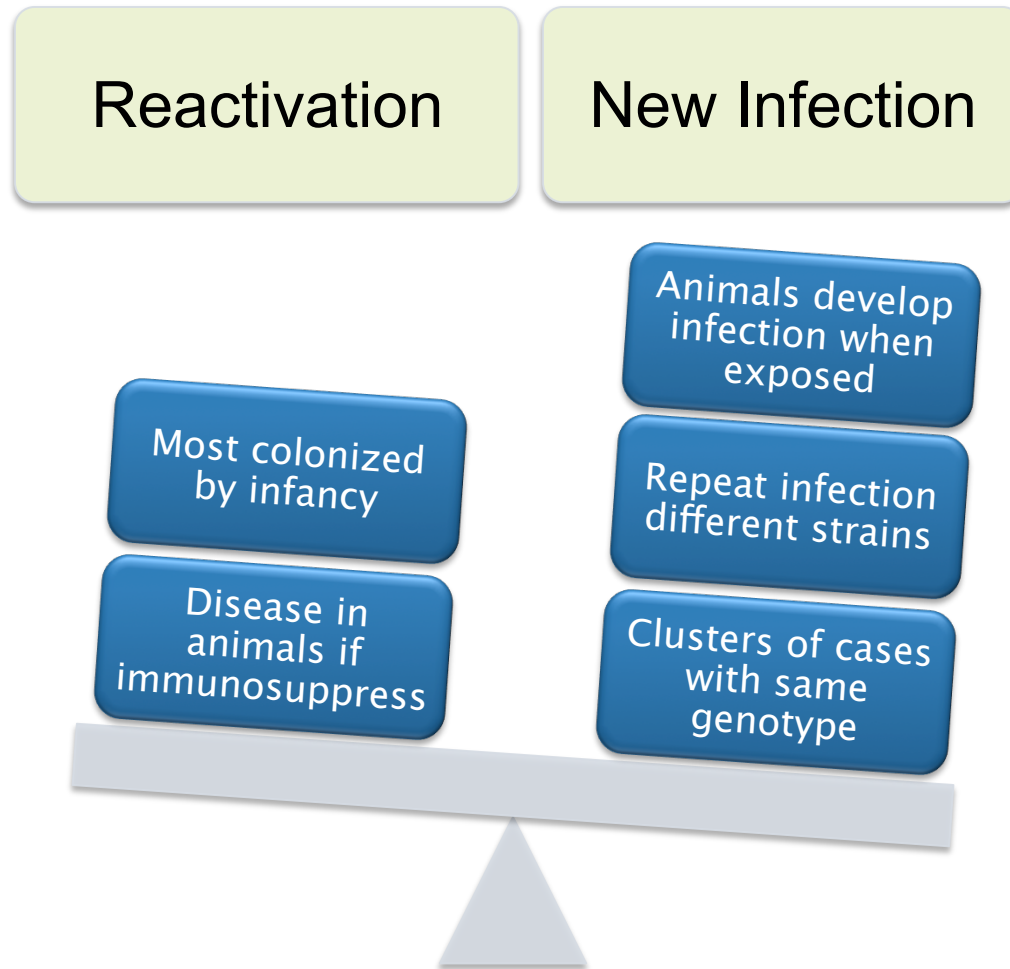 Reactivation
New Infection
Most colonized
by infancy
Disease in
animals if
immunosuppress
Animals develop
infection when
exposed
Repeat infection
different strains
Clusters of cases
with same
genotype